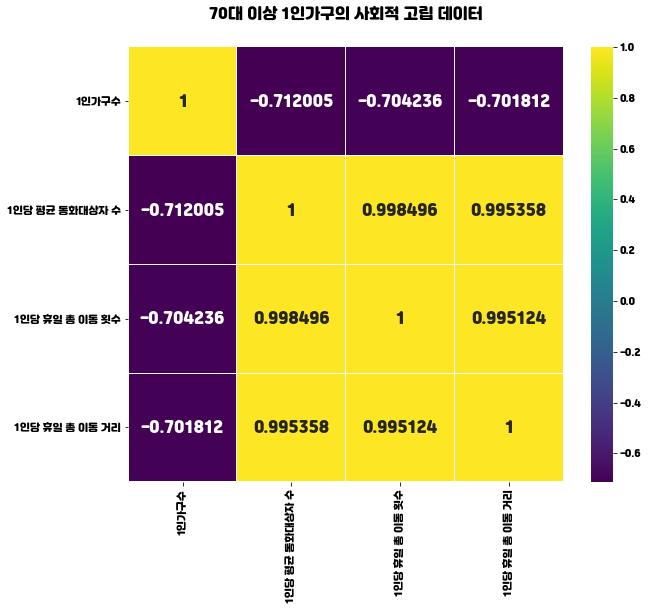 70대 이상 1인가구의 사회적 고립 데이터
1인가구수
1 −0.712005 −0.704236 −0.701812
1인당 평균 통화대상자 수
−0.712005 1 0.998496 0.995358
1인당 휴일 총 이동 횟수
−0.704236 0.998496 1 0.995124
1인당 휴일 총 이동 거리
−0.701812 0.995358 0.995124 1
1인가구수
1인당 평균 통화대상자 수
1인당 휴일 총 이동 횟수
1인당 휴일 총 이동 거리
1.0
0.8
0.6
0.4
0.2
0.0
−0.2
−0.4
−0.6